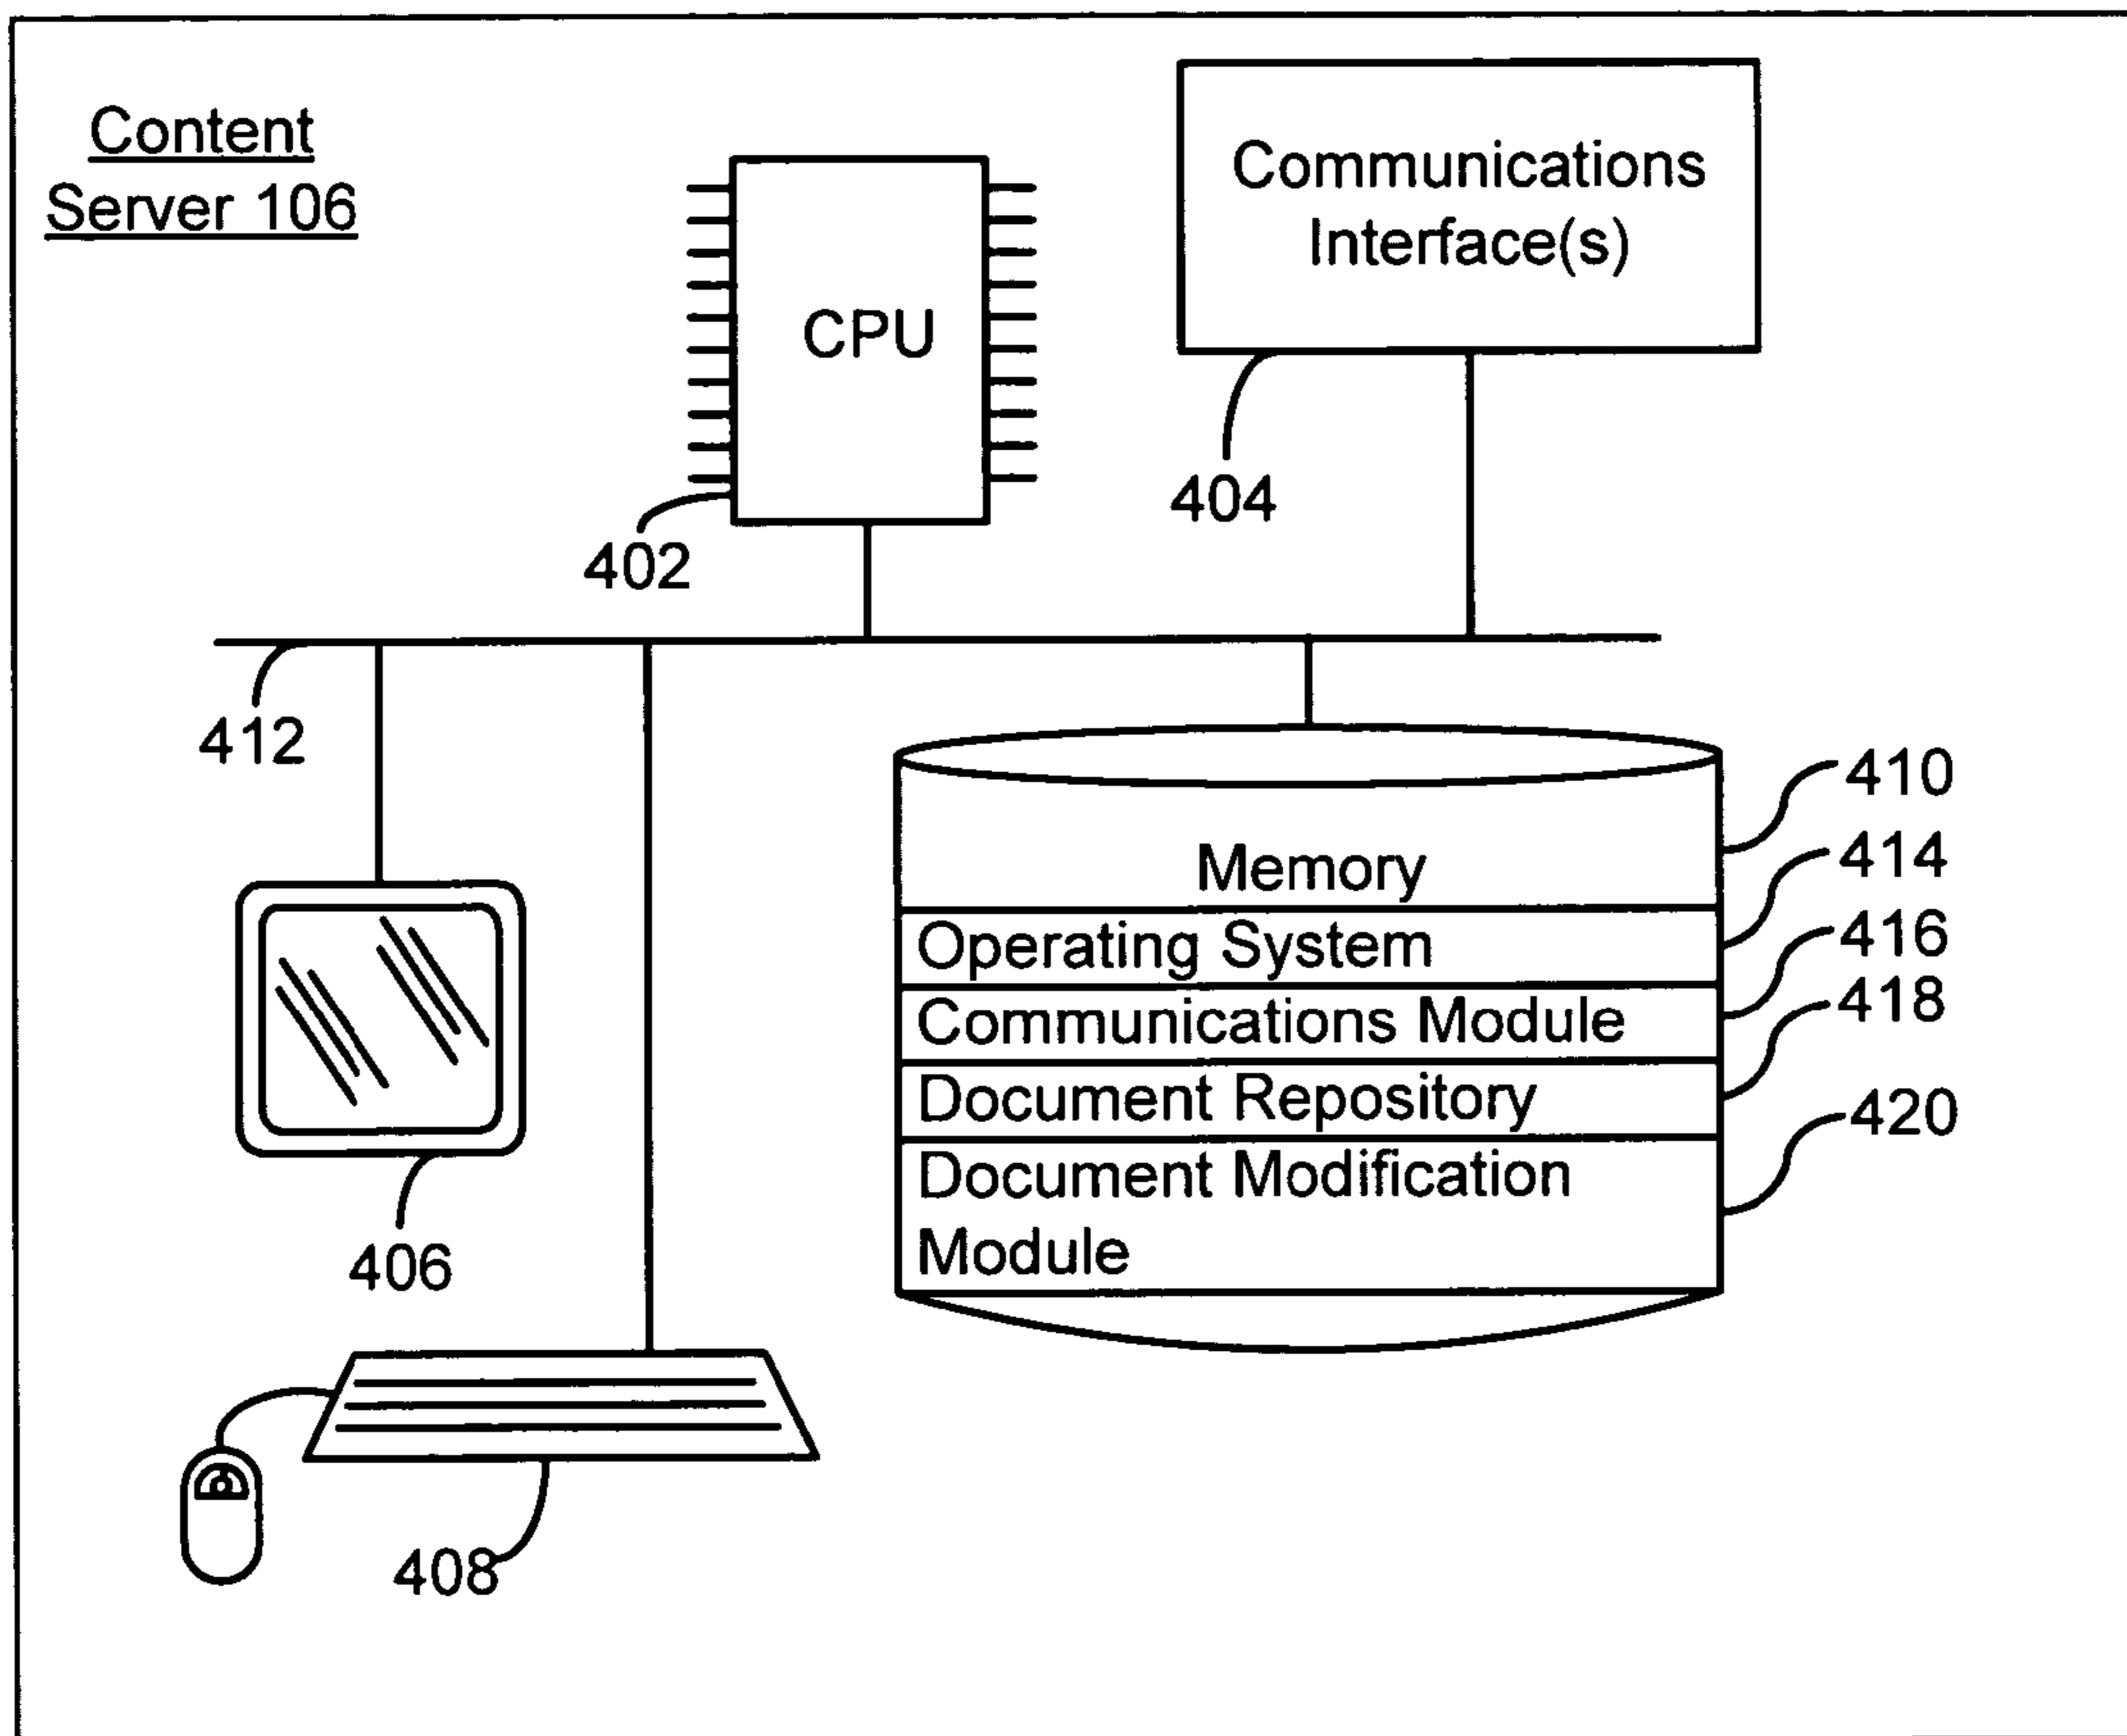 Content
Server 106
CPU
Communications
Interface(s)
402
404
412
Memory
Operating System
Communications Module
Document Repository
Document Modification
Module
410
414
416
418
420
406
408